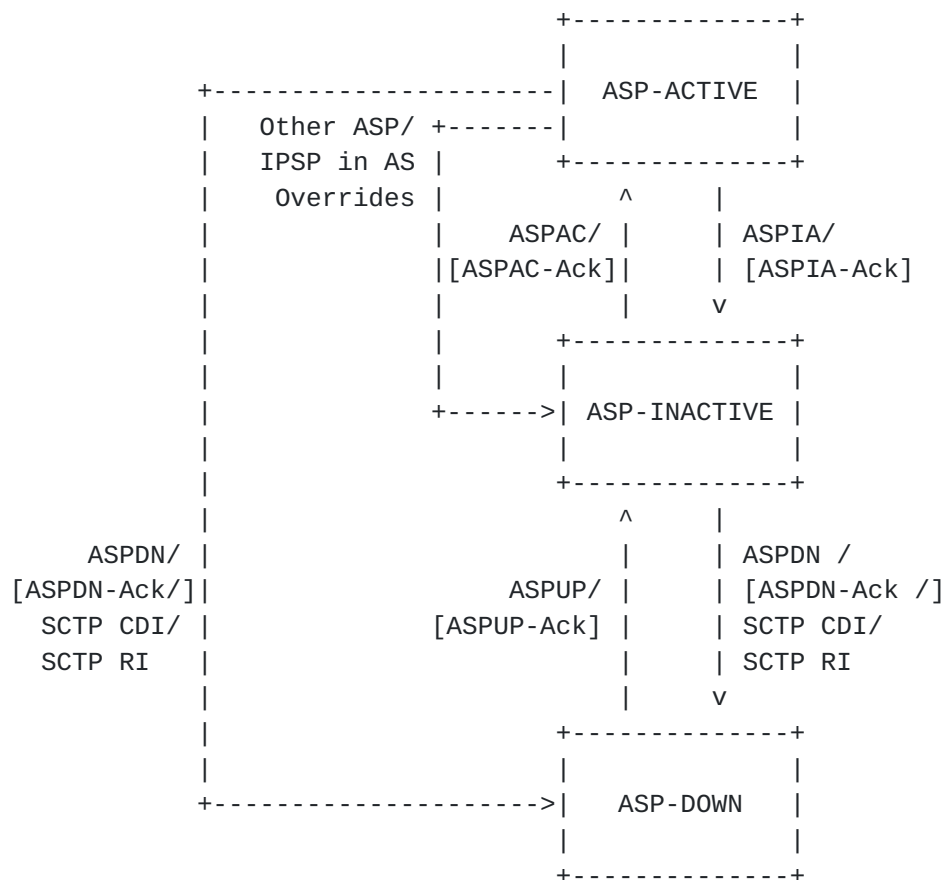 ASP-ACTIVE
Other ASP/
IPSP in AS
Overrides
ASPAC/ ASPIA/
[ASPAC-Ack] [ASPIA-Ack]
ASP-INACTIVE
ASPDN/ ASPUP/ ASPDN /
[ASPDN-Ack/] [ASPUP-Ack] [ASPDN-Ack /]
SCTP CDI/ SCTP CDI/
SCTP RI SCTP RI
ASP-DOWN